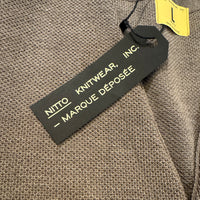 L
NITTO KNITWEAR, INC.
— MARQUE DÉPOSÉE